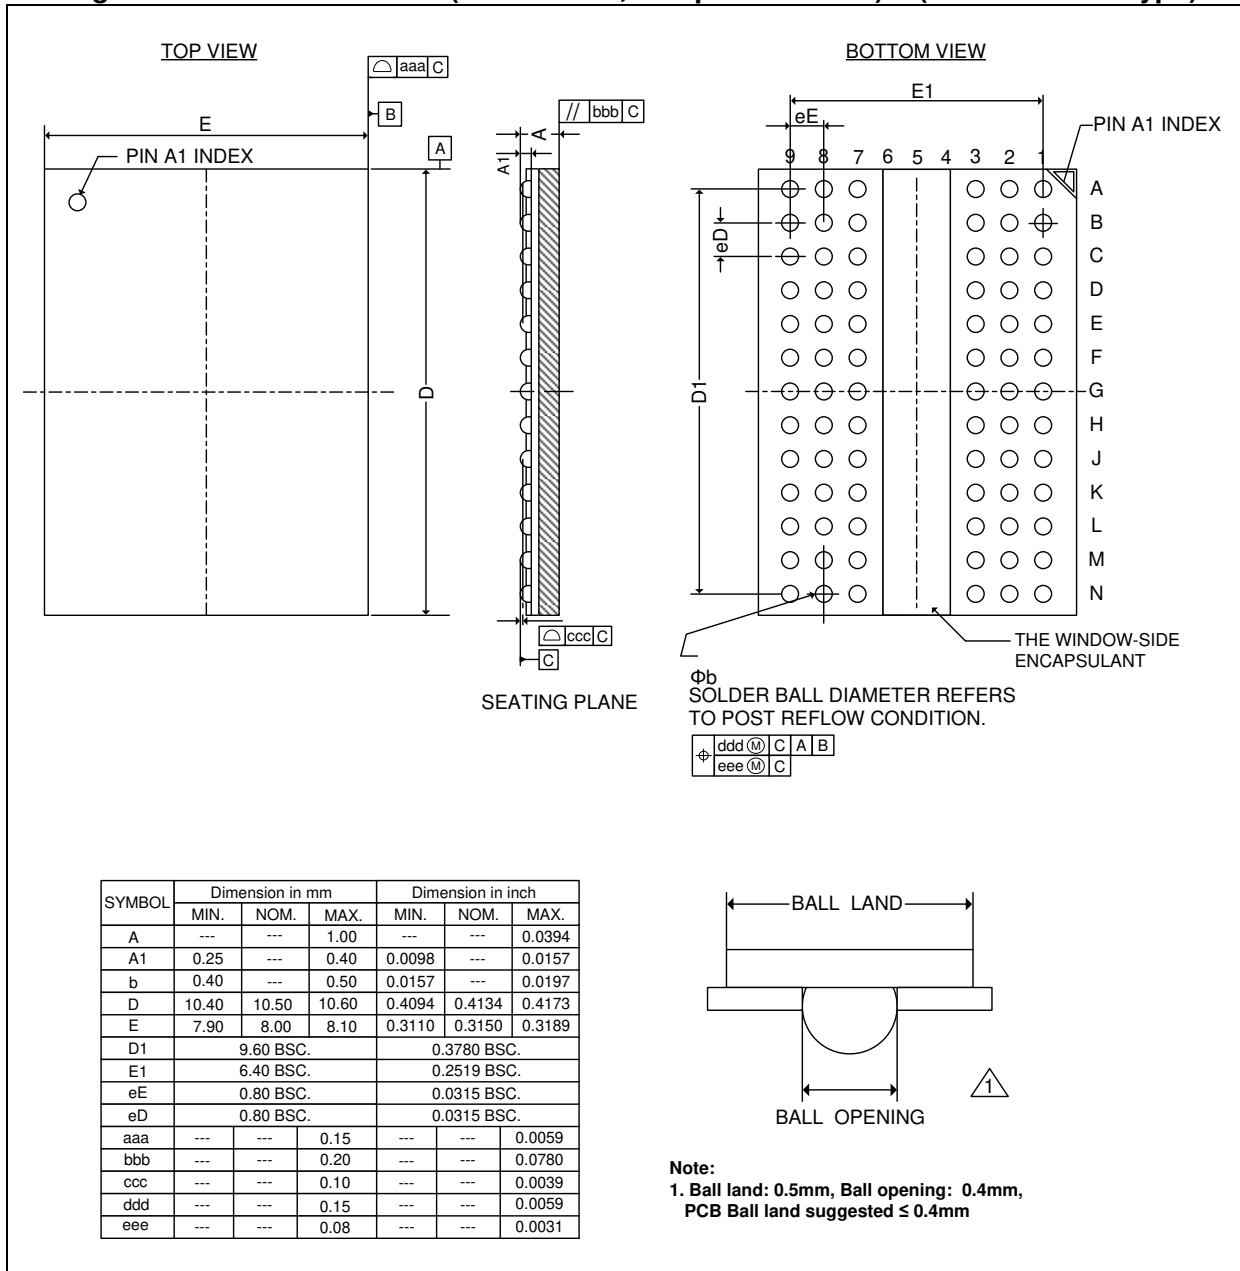 TOP VIEW
aaa C
B
E
A
PIN A1 INDEX
D
// bbb C
A
A1
ccc C
C
SEATING PLANE
BOTTOM VIEW
E1
eE
PIN A1 INDEX
9 8 7 6 5 4 3 2 1
A
B
C
D
E
F
G
H
J
K
L
M
N
eD
D1
THE WINDOW-SIDE
ENCAPSULANT
Φb
SOLDER BALL DIAMETER REFERS
TO POST REFLOW CONDITION.
ddd Ⓜ C A B
eee Ⓜ C
SYMBOL Dimension in mm Dimension in inch
MIN. NOM. MAX. MIN. NOM. MAX.
A --- --- 1.00 --- --- 0.0394
A1 0.25 --- 0.40 0.0098 --- 0.0157
b 0.40 --- 0.50 0.0157 --- 0.0197
D 10.40 10.50 10.60 0.4094 0.4134 0.4173
E 7.90 8.00 8.10 0.3110 0.3150 0.3189
D1 9.60 BSC. 0.3780 BSC.
E1 6.40 BSC. 0.2519 BSC.
eE 0.80 BSC. 0.0315 BSC.
eD 0.80 BSC. 0.0315 BSC.
aaa --- --- 0.15 --- --- 0.0059
bbb --- --- 0.20 --- --- 0.0780
ccc --- --- 0.10 --- --- 0.0039
ddd --- --- 0.15 --- --- 0.0059
eee --- --- 0.08 --- --- 0.0031
BALL LAND
1
BALL OPENING
Note:
1. Ball land: 0.5mm, Ball opening: 0.4mm,
PCB Ball land suggested ≤ 0.4mm